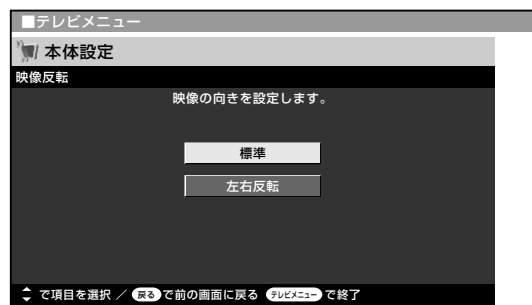 ■テレビメニュー
本体設定
映像反転
映像の向きを設定します。
標準
左右反転
で項目を選択 ／ 戻る で前の画面に戻る テレビメニュー で終了